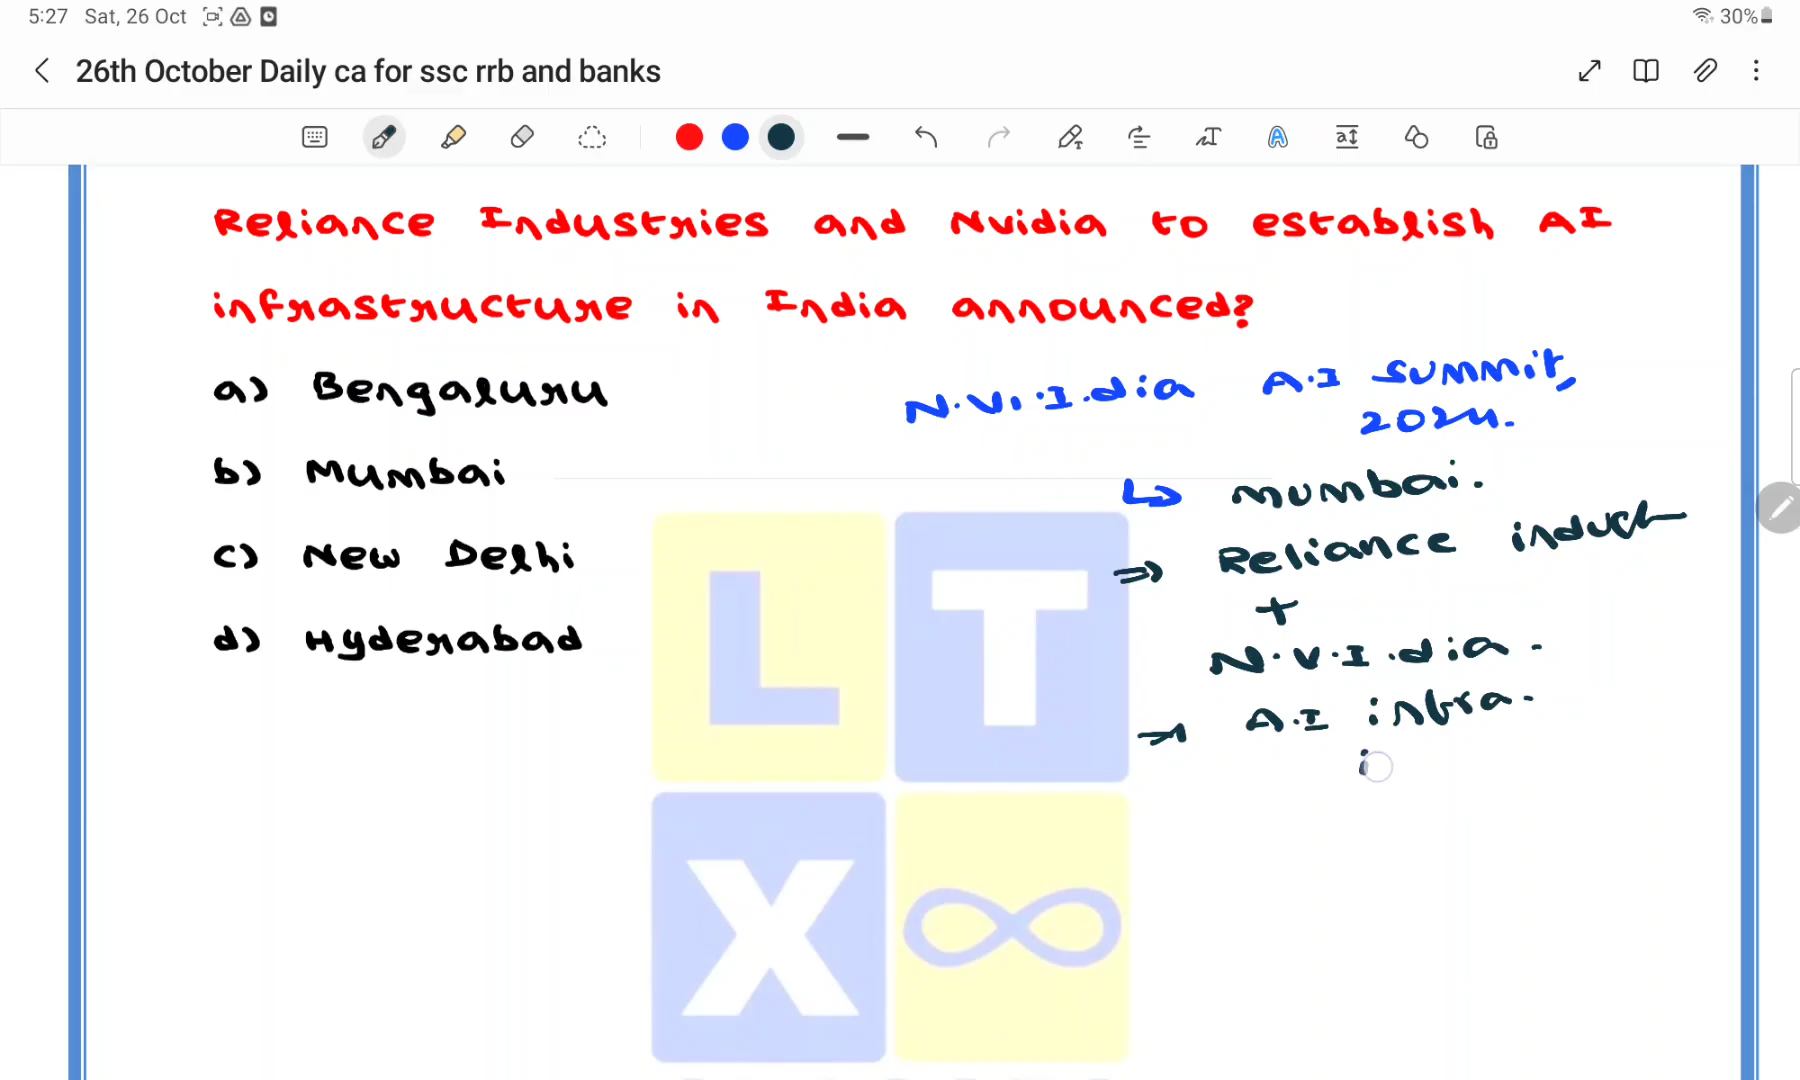 5:27 Sat, 26 Oct
30%
26th October Daily ca for ssc rrb and banks
Reliance Industries and Nvidia to establish AI
infrastructure in India announced?
a) Bengaluru
b) Mumbai
c) New Delhi
d) Hyderabad
N.V.I.dia A.I summit,
2024.
↳ mumbai.
⇒ Reliance
+
N.V.I.dia.
→ A.I infra.
i
L T
X ∞